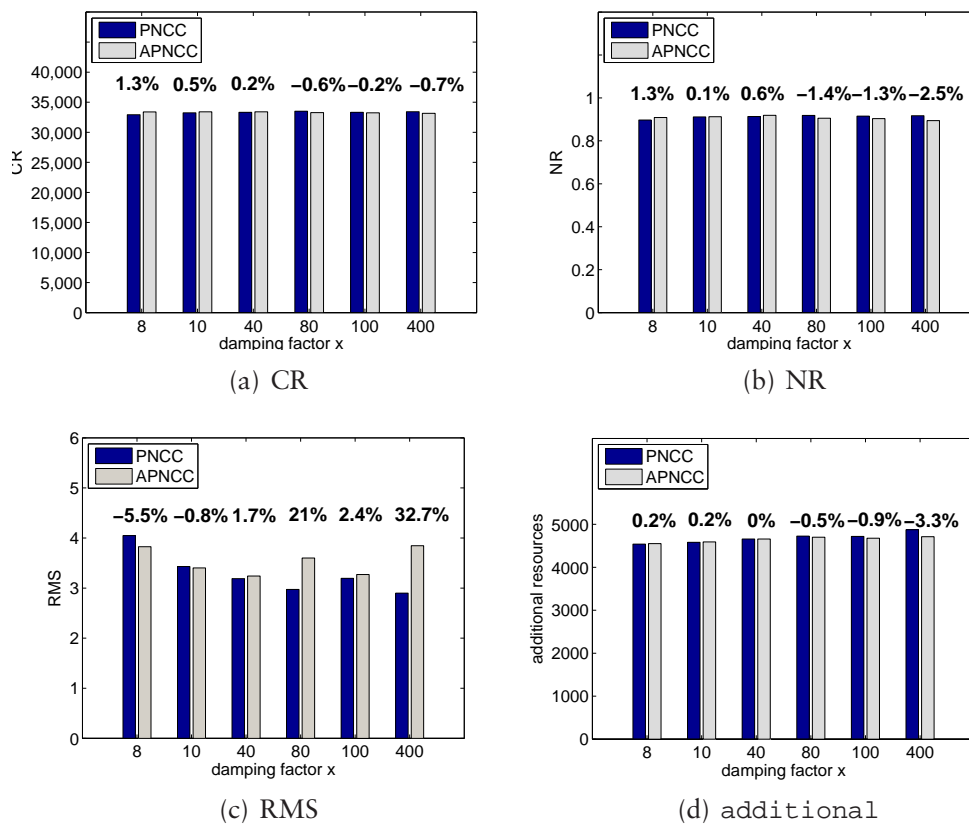 PNCC
APNCC
40,000
35,000
30,000
25,000
20,000
15,000
10,000
5,000
0
CR
1.3% 0.5% 0.2% −0.6% −0.2% −0.7%
8 10 40 80 100 400
damping factor x
(a) CR
PNCC
APNCC
1
0.8
0.6
0.4
0.2
0
NR
1.3% 0.1% 0.6% −1.4% −1.3% −2.5%
8 10 40 80 100 400
damping factor x
(b) NR
PNCC
APNCC
6
5
4
3
2
1
0
RMS
−5.5% −0.8% 1.7% 21% 2.4% 32.7%
8 10 40 80 100 400
damping factor x
(c) RMS
PNCC
APNCC
5000
4000
3000
2000
1000
0
additional resources
0.2% 0.2% 0% −0.5% −0.9% −3.3%
8 10 40 80 100 400
damping factor x
(d) additional